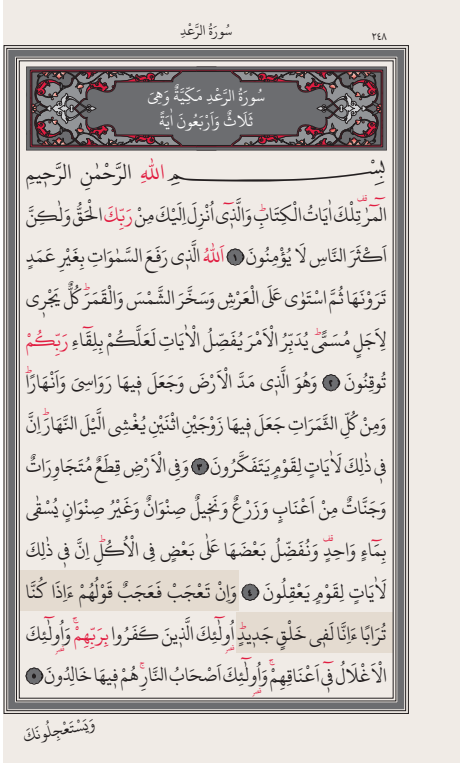 سُورَةُ الرَّعْدِ
٢٤٨
سُورَةُ الرَّعْدِ مَكِّيَّةٌ وَهِيَ
ثَلَاثٌ وَاَرْبَعُونَ اٰيَةً
بِسْمِ اللّٰهِ الرَّحْمٰنِ الرَّحِيمِ
الٓمٓرٰ تِلْكَ اٰيَاتُ الْكِتَابِۜ وَالَّذ۪ٓي اُنْزِلَ اِلَيْكَ مِنْ رَبِّكَ الْحَقُّ وَلٰكِنَّ
اَكْثَرَ النَّاسِ لَا يُؤْمِنُونَ ﴿١﴾ اَللّٰهُ الَّذ۪ي رَفَعَ السَّمٰوَاتِ بِغَيْرِ عَمَدٍ
تَرَوْنَهَا ثُمَّ اسْتَوٰى عَلَى الْعَرْشِ وَسَخَّرَ الشَّمْسَ وَالْقَمَرَۜ كُلٌّ يَجْر۪ي
لِاَجَلٍ مُسَمًّىۜ يُدَبِّرُ الْاَمْرَ يُفَصِّلُ الْاٰيَاتِ لَعَلَّكُمْ بِلِقَٓاءِ رَبِّكُمْ
تُوقِنُونَ ﴿٢﴾ وَهُوَ الَّذ۪ي مَدَّ الْاَرْضَ وَجَعَلَ ف۪يهَا رَوَاسِيَ وَاَنْهَارًاۜ
وَمِنْ كُلِّ الثَّمَرَاتِ جَعَلَ ف۪يهَا زَوْجَيْنِ اثْنَيْنِ يُغْشِي الَّيْلَ النَّهَارَۜ اِنَّ
ف۪ي ذٰلِكَ لَاٰيَاتٍ لِقَوْمٍ يَتَفَكَّرُونَ ﴿٣﴾ وَفِي الْاَرْضِ قِطَعٌ مُتَجَاوِرَاتٌ
وَجَنَّاتٌ مِنْ اَعْنَابٍ وَزَرْعٌ وَنَخ۪يلٌ صِنْوَانٌ وَغَيْرُ صِنْوَانٍ يُسْقٰى
بِمَٓاءٍ وَاحِدٍ وَنُفَضِّلُ بَعْضَهَا عَلٰى بَعْضٍ فِي الْاُكُلِۜ اِنَّ ف۪ي ذٰلِكَ
لَاٰيَاتٍ لِقَوْمٍ يَعْقِلُونَ ﴿٤﴾ وَاِنْ تَعْجَبْ فَعَجَبٌ قَوْلُهُمْ ءَاِذَا كُنَّا
تُرَابًا ءَاِنَّا لَف۪ي خَلْقٍ جَد۪يدٍۜ اُو۬لٰٓئِكَ الَّذ۪ينَ كَفَرُوا بِرَبِّهِمْۚ وَاُو۬لٰٓئِكَ
الْاَغْلَالُ ف۪ٓي اَعْنَاقِهِمْۚ وَاُو۬لٰٓئِكَ اَصْحَابُ النَّارِۚ هُمْ ف۪يهَا خَالِدُونَ ﴿٥﴾
وَيَسْتَعْجِلُونَكَ